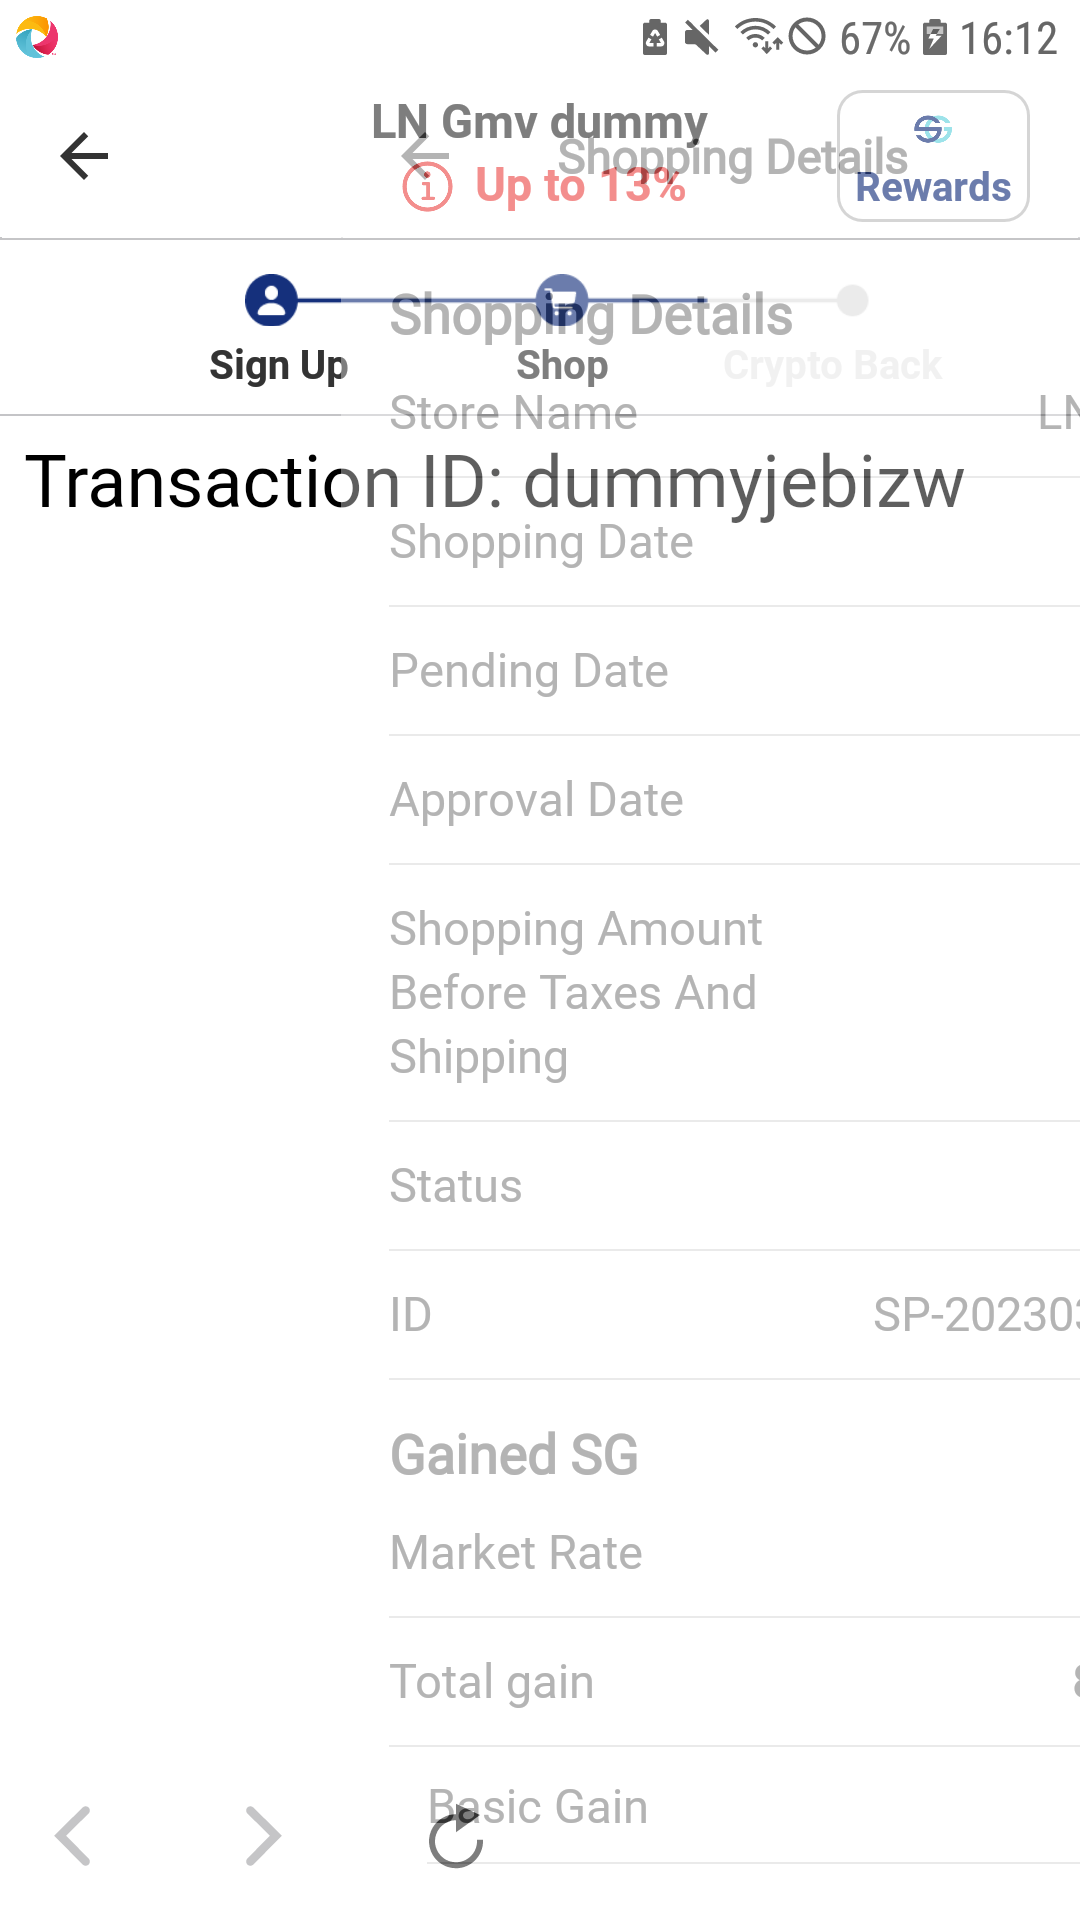 67% 16:12
LN Gmv dummy
Shopping Details
Up to 13%
Rewards
Shopping Details
Sign Up Shop Crypto Back
Store Name LN
Transaction ID: dummyjebizw
Shopping Date
Pending Date
Approval Date
Shopping Amount
Before Taxes And
Shipping
Status
ID SP-20230
Gained SG
Market Rate
Total gain
Basic Gain